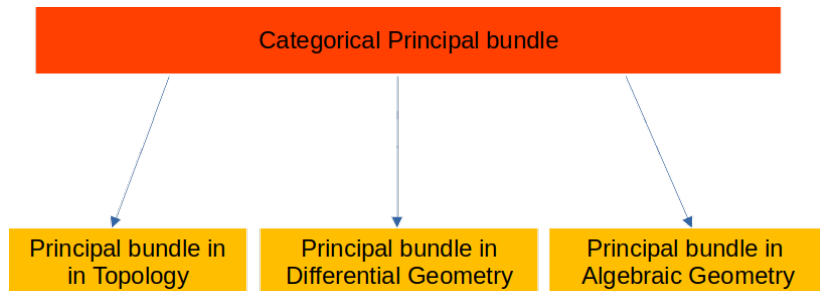 Categorical Principal bundle
Principal bundle in
in Topology
Principal bundle in
Differential Geometry
Principal bundle in
Algebraic Geometry